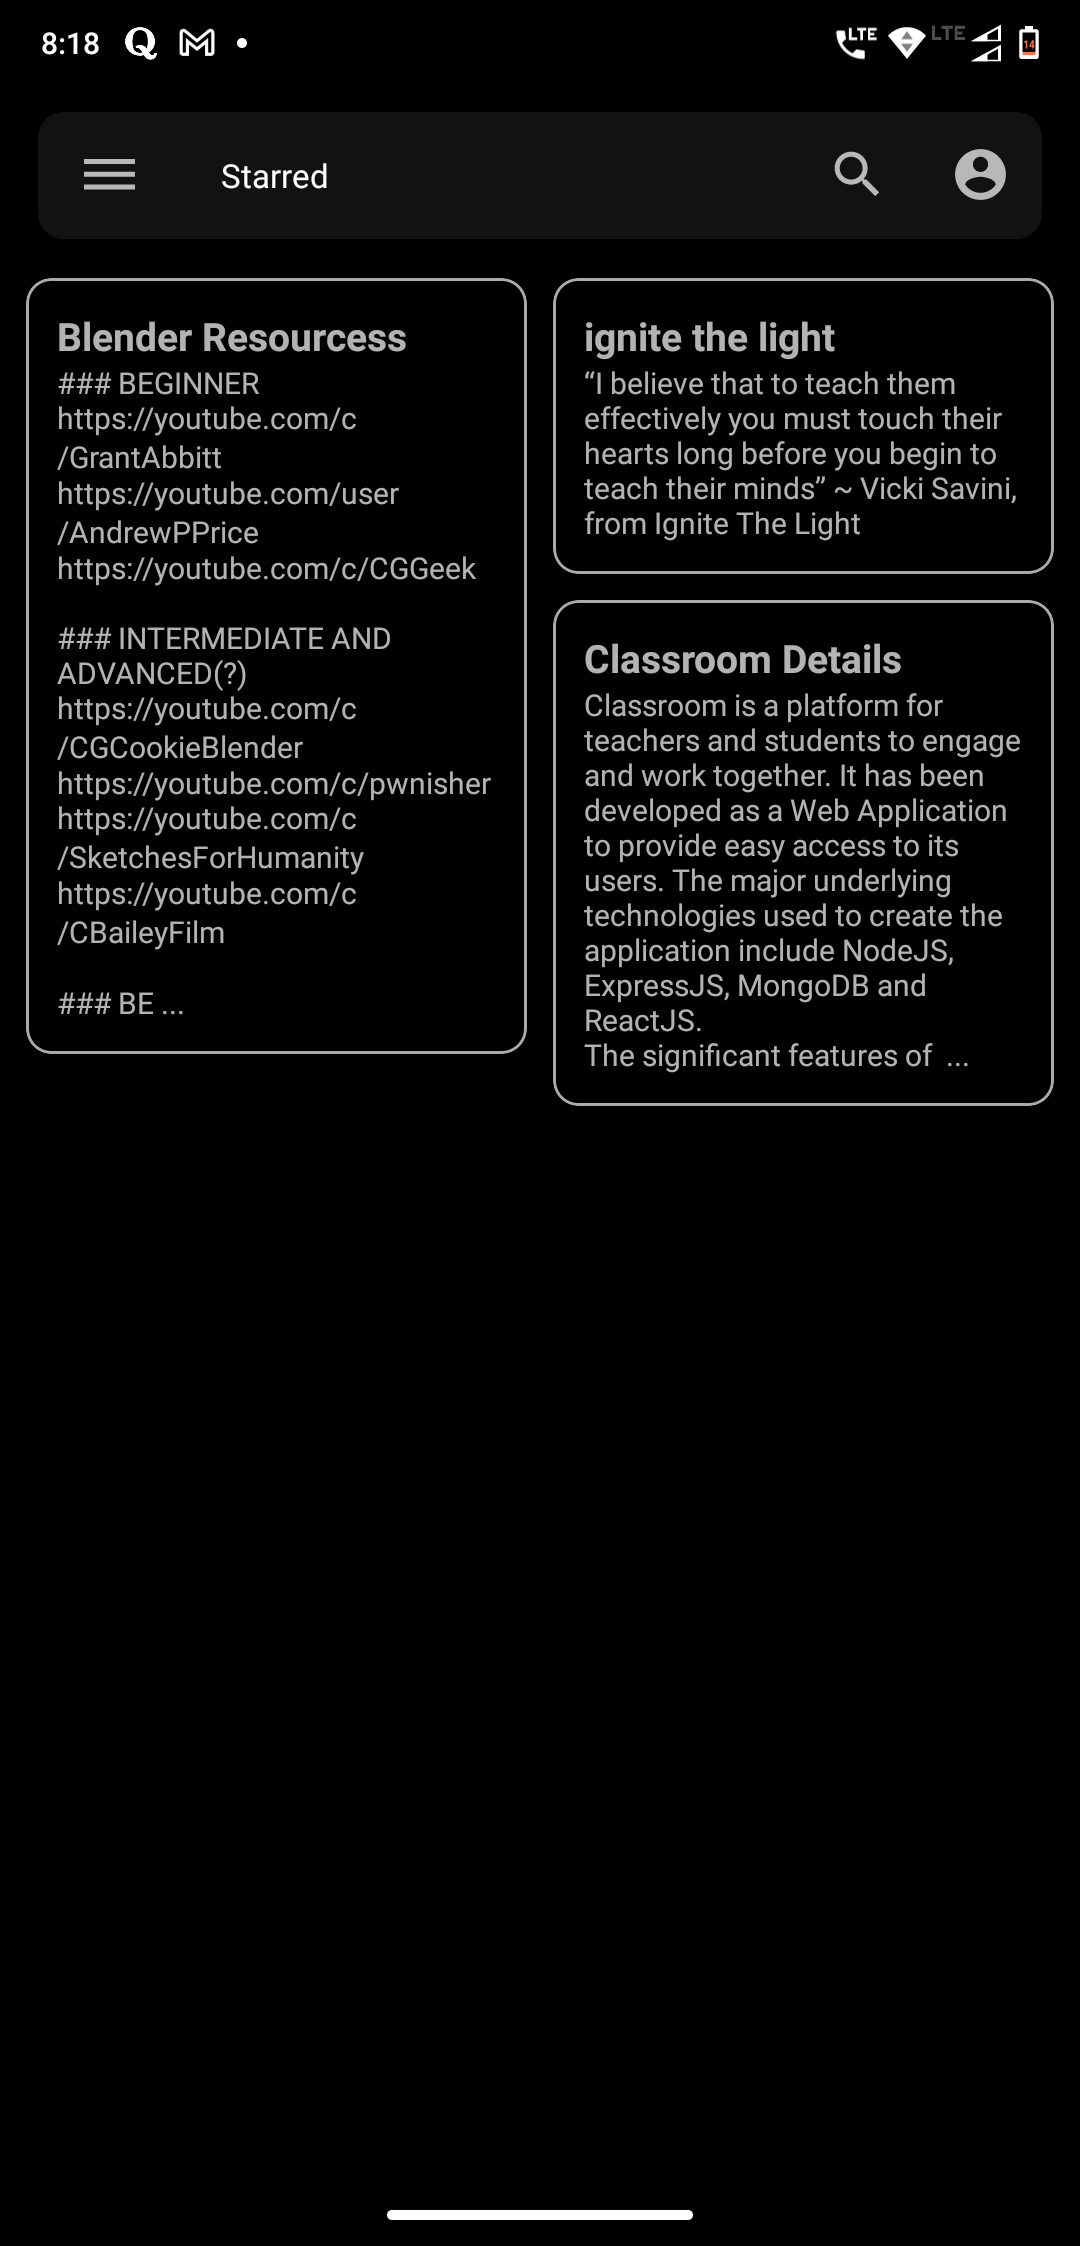 8:18
LTE
LTE
14
Starred
Blender Resourcess
### BEGINNER
https://youtube.com/c
/GrantAbbitt
https://youtube.com/user
/AndrewPPrice
https://youtube.com/c/CGGeek
### INTERMEDIATE AND
ADVANCED(?)
https://youtube.com/c
/CGCookieBlender
https://youtube.com/c/pwnisher
https://youtube.com/c
/SketchesForHumanity
https://youtube.com/c
/CBaileyFilm
### BE ...
ignite the light
“I believe that to teach them
effectively you must touch their
hearts long before you begin to
teach their minds” ~ Vicki Savini,
from Ignite The Light
Classroom Details
Classroom is a platform for
teachers and students to engage
and work together. It has been
developed as a Web Application
to provide easy access to its
users. The major underlying
technologies used to create the
application include NodeJS,
ExpressJS, MongoDB and
ReactJS.
The significant features of  ...